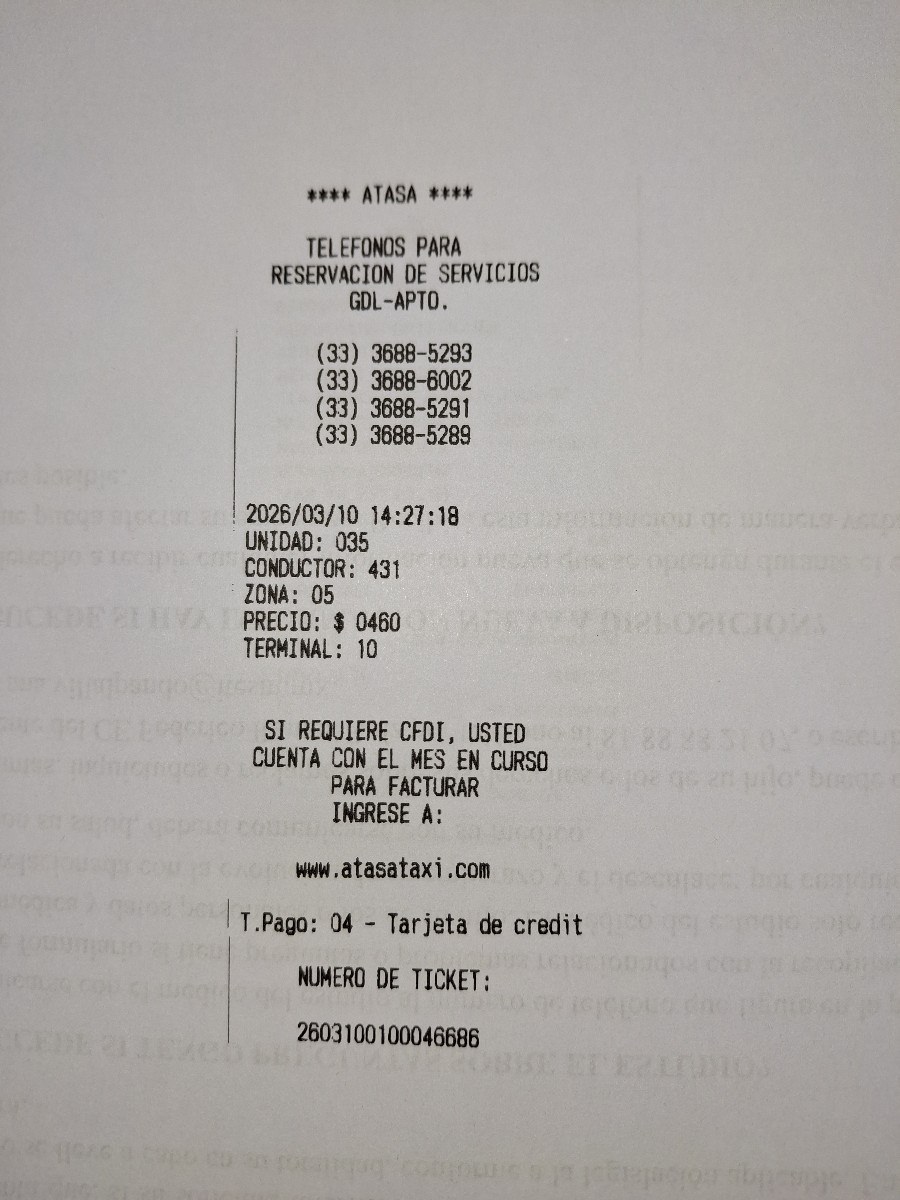 **** ATASA ****
TELEFONOS PARA
RESERVACION DE SERVICIOS
GDL-APTO.
(33) 3688-5293
(33) 3688-6002
(33) 3688-5291
(33) 3688-5289
2026/03/10 14:27:18
UNIDAD: 035
CONDUCTOR: 431
ZONA: 05
PRECIO: $ 0460
TERMINAL: 10
SI REQUIERE CFDI, USTED
CUENTA CON EL MES EN CURSO
PARA FACTURAR
INGRESE A:
www.atasataxi.com
T.Pago: 04 - Tarjeta de credit
NUMERO DE TICKET:
2603100100046686